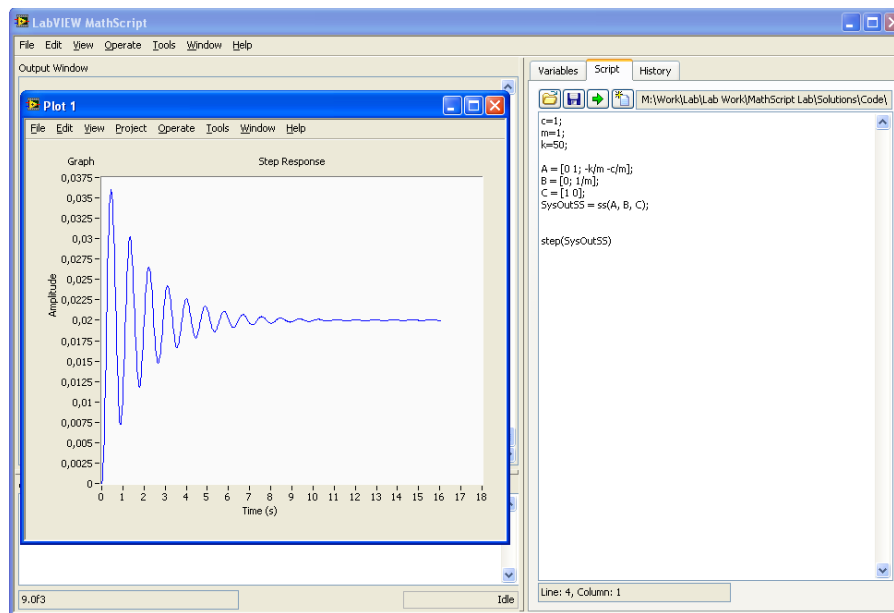 LabVIEW MathScript
File Edit View Operate Tools Window Help
Output Window
Plot 1
File Edit View Project Operate Tools Window Help
Graph
Step Response
0,0375
0,035
0,0325
0,03
0,0275
0,025
0,0225
0,02
0,0175
0,015
0,0125
0,01
0,0075
0,005
0,0025
0
Amplitude
0 1 2 3 4 5 6 7 8 9 10 11 12 13 14 15 16 17 18
Time (s)
9.0f3
Idle
Variables Script History
M:\Work\Lab\Lab Work\MathScript Lab\Solutions\Code\
c=1;
m=1;
k=50;
A = [0 1; -k/m -c/m];
B = [0; 1/m];
C = [1 0];
SysOutSS = ss(A, B, C);
step(SysOutSS)
Line: 4, Column: 1